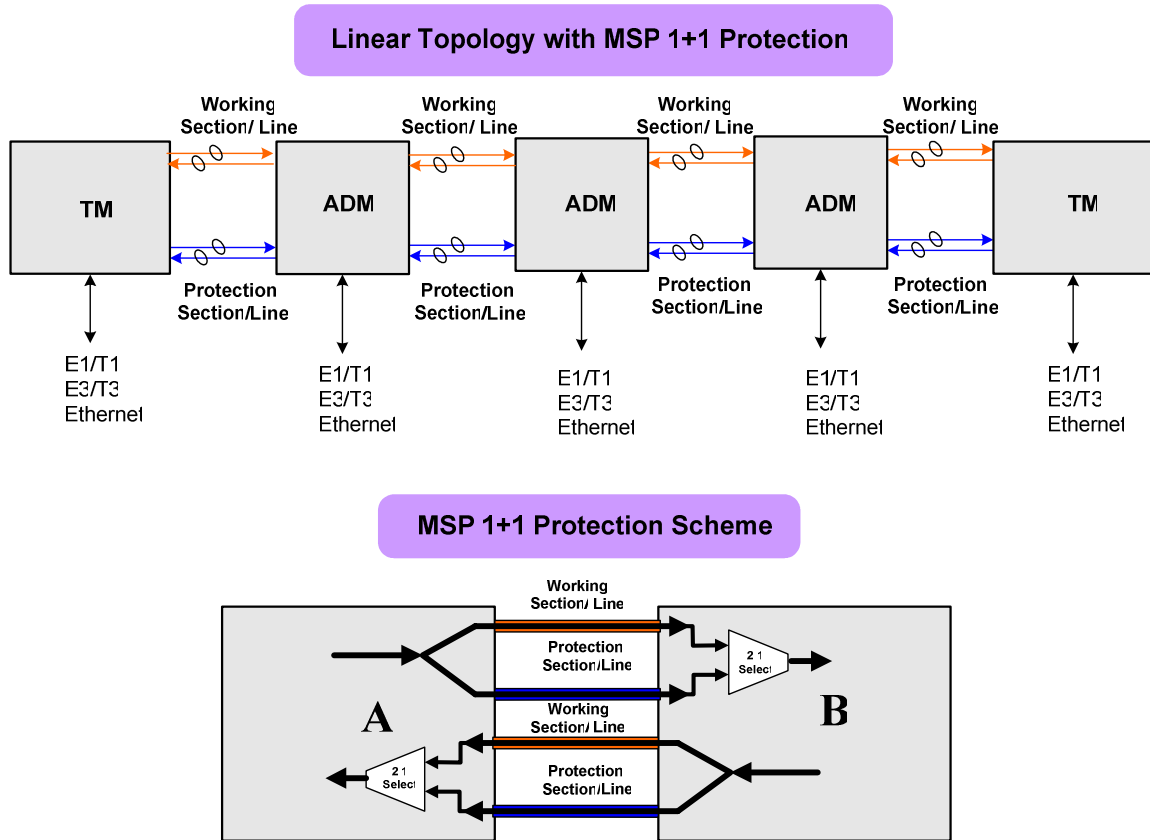 Linear Topology with MSP 1+1 Protection
Working
Section/ Line
Working
Section/ Line
Working
Section/ Line
Working
Section/ Line
TM
ADM
ADM
ADM
TM
Protection
Section/Line
Protection
Section/Line
Protection
Section/Line
Protection
Section/Line
E1/T1
E3/T3
Ethernet
E1/T1
E3/T3
Ethernet
E1/T1
E3/T3
Ethernet
E1/T1
E3/T3
Ethernet
E1/T1
E3/T3
Ethernet
MSP 1+1 Protection Scheme
Working
Section/ Line
Protection
Section/Line
2 1
Select
A
B
Working
Section/ Line
2 1
Select
Protection
Section/Line